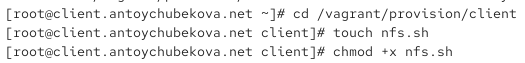 [root@client.antoychubekova.net ~]# cd /vagrant/provision/client
[root@client.antoychubekova.net client]# touch nfs.sh
[root@client.antoychubekova.net client]# chmod +x nfs.sh